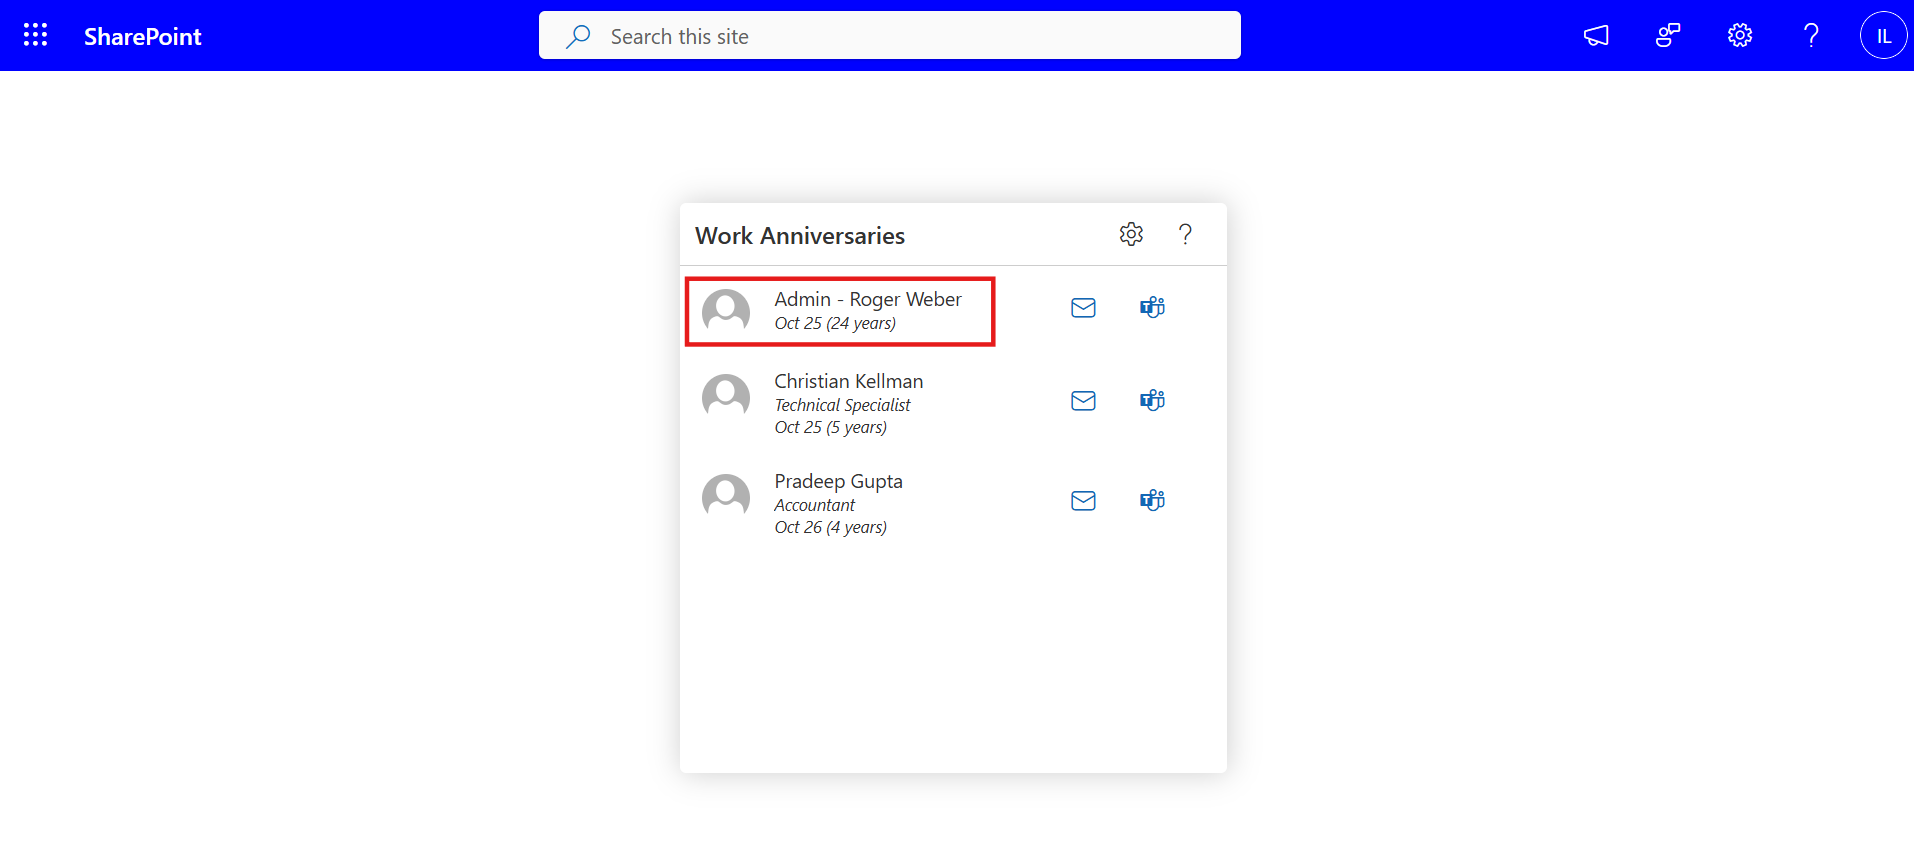 SharePoint
Search this site
IL
Work Anniversaries
Admin - Roger Weber
Oct 25 (24 years)
Christian Kellman
Technical Specialist
Oct 25 (5 years)
Pradeep Gupta
Accountant
Oct 26 (4 years)